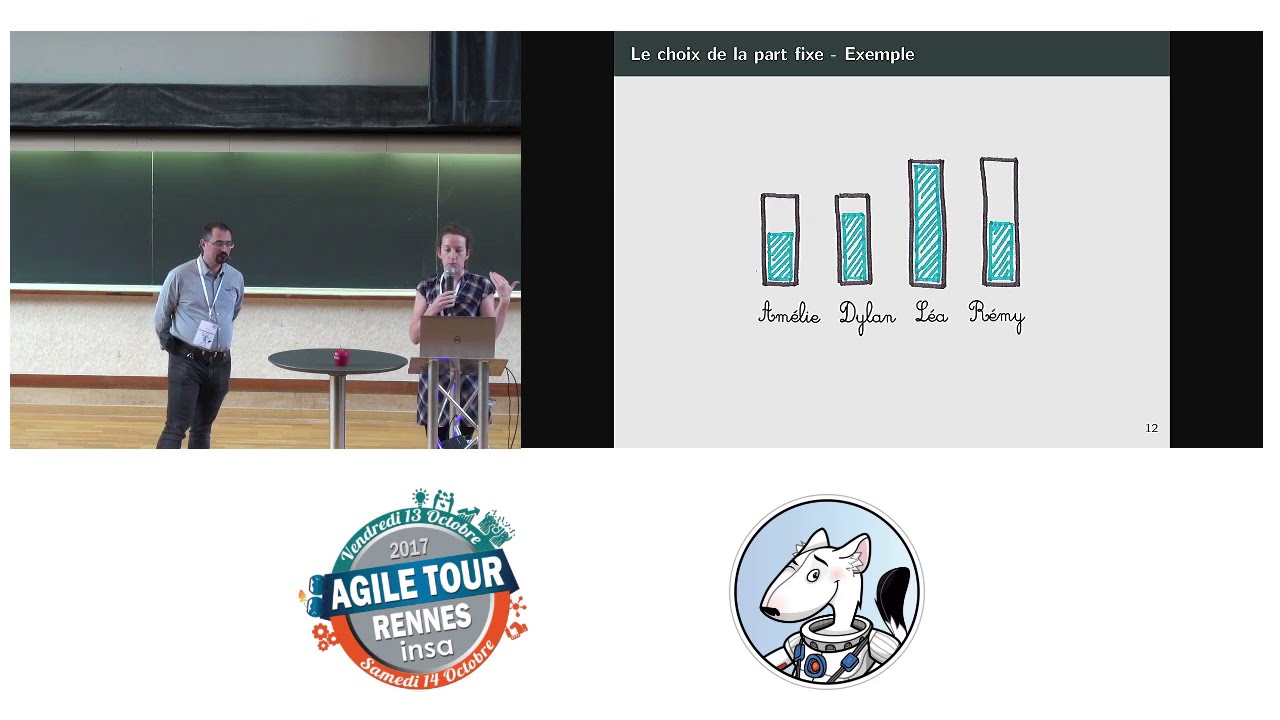 Le choix de la part fixe - Exemple
Amélie Dylan Léa Rémy
12
Vendredi 13 Octobre
2017
AGILE TOUR
RENNES
insa
Samedi 14 Octobre